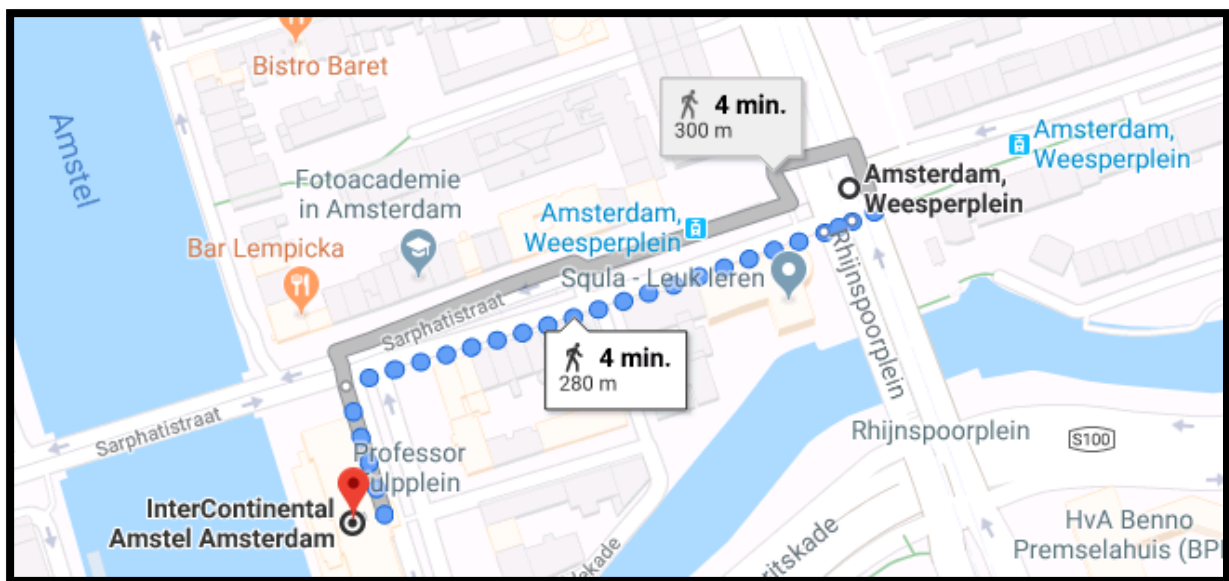 Bistro Baret
Amstel
4 min.
300 m
Amsterdam,
Weesperplein
Amsterdam,
Weesperplein
Fotoacademie
in Amsterdam
Amsterdam,
Weesperplein
Bar Lempicka
Squla - Leuk leren
Rhijnspoorplein
Sarphatistraat
4 min.
280 m
Sarphatistraat
Rhijnspoorplein
S100
Professor
InterContinental
Amstel Amsterdam
HvA Benno
Premselahuis (BP